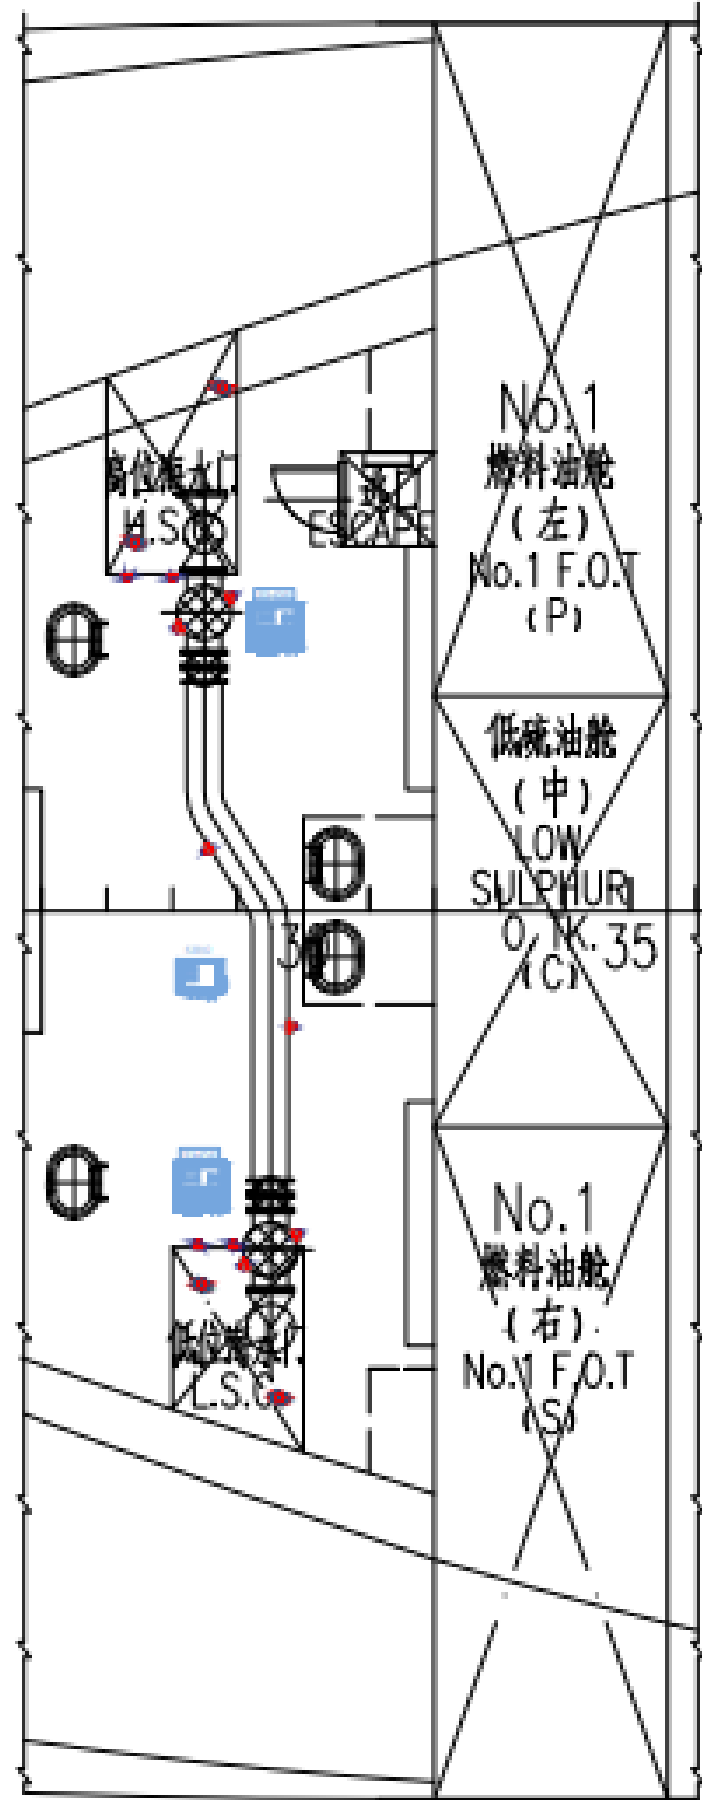 No.1
燃料油舱
(左)
No.1 F.O.T
(P)
高位海水门
H.S.C
ESCAPE
低硫油舱
(中)
LOW
SULPHUR
O.TK.
(C)
35
No.1
燃料油舱
(右)
No.1 F.O.T
(S)
低位海水门
L.S.C